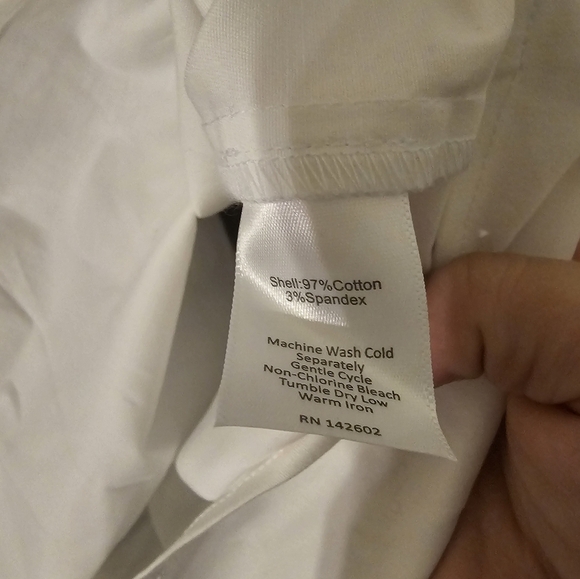 Shell:97%Cotton
3%Spandex
Machine Wash Cold
Separately
Gentle Cycle
Non-Chlorine Bleach
Tumble Dry Low
Warm Iron
RN 142602